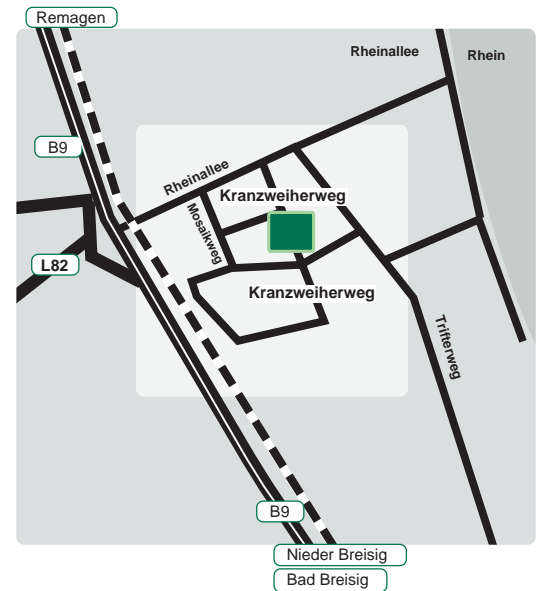 Remagen
Rheinallee
Rhein
B9
Rheinallee
Kranzweiherweg
Mosaikweg
L82
Kranzweiherweg
Trifterweg
B9
Nieder Breisig
Bad Breisig